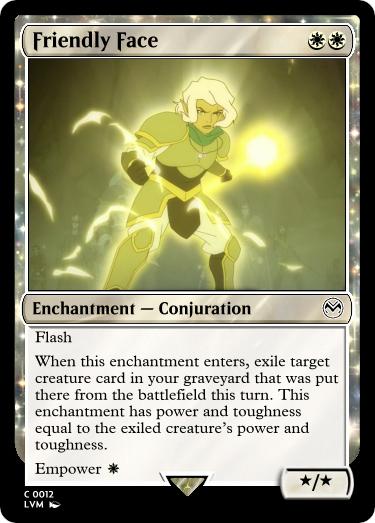 Friendly Face
Enchantment — Conjuration
Flash
When this enchantment enters, exile target
creature card in your graveyard that was put
there from the battlefield this turn. This
enchantment has power and toughness
equal to the exiled creature's power and
toughness.
Empower
★/★
C 0012
LVM